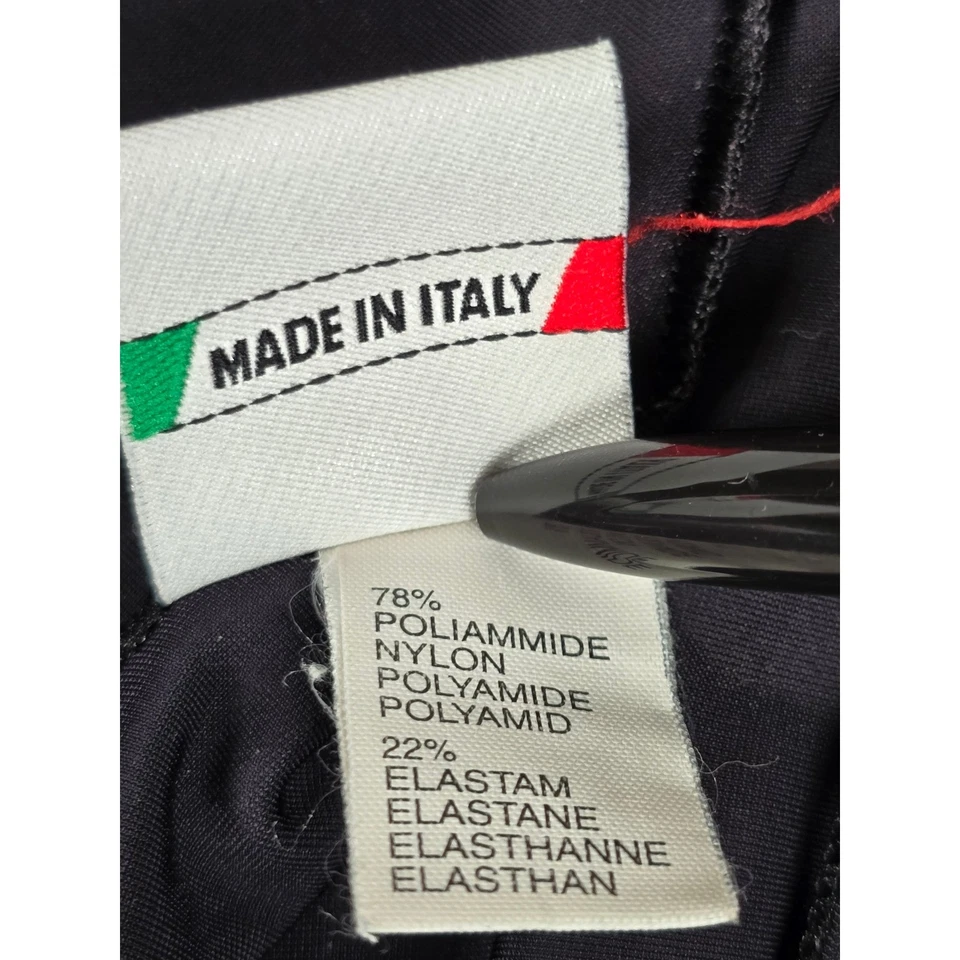 MADE IN ITALY
78%
POLIAMMIDE
NYLON
POLYAMIDE
POLYAMID
22%
ELASTAM
ELASTANE
ELASTHANNE
ELASTHAN